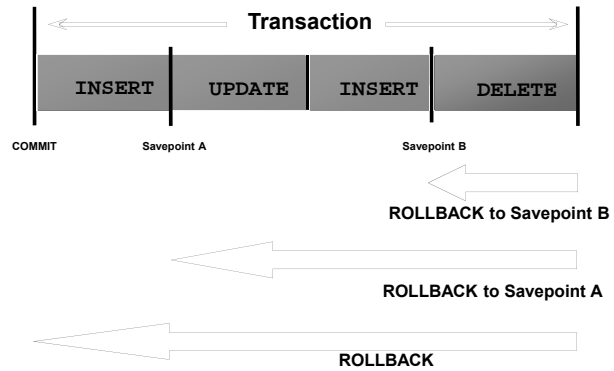 Transaction
INSERT UPDATE INSERT DELETE
COMMIT Savepoint A Savepoint B
ROLLBACK to Savepoint B
ROLLBACK to Savepoint A
ROLLBACK